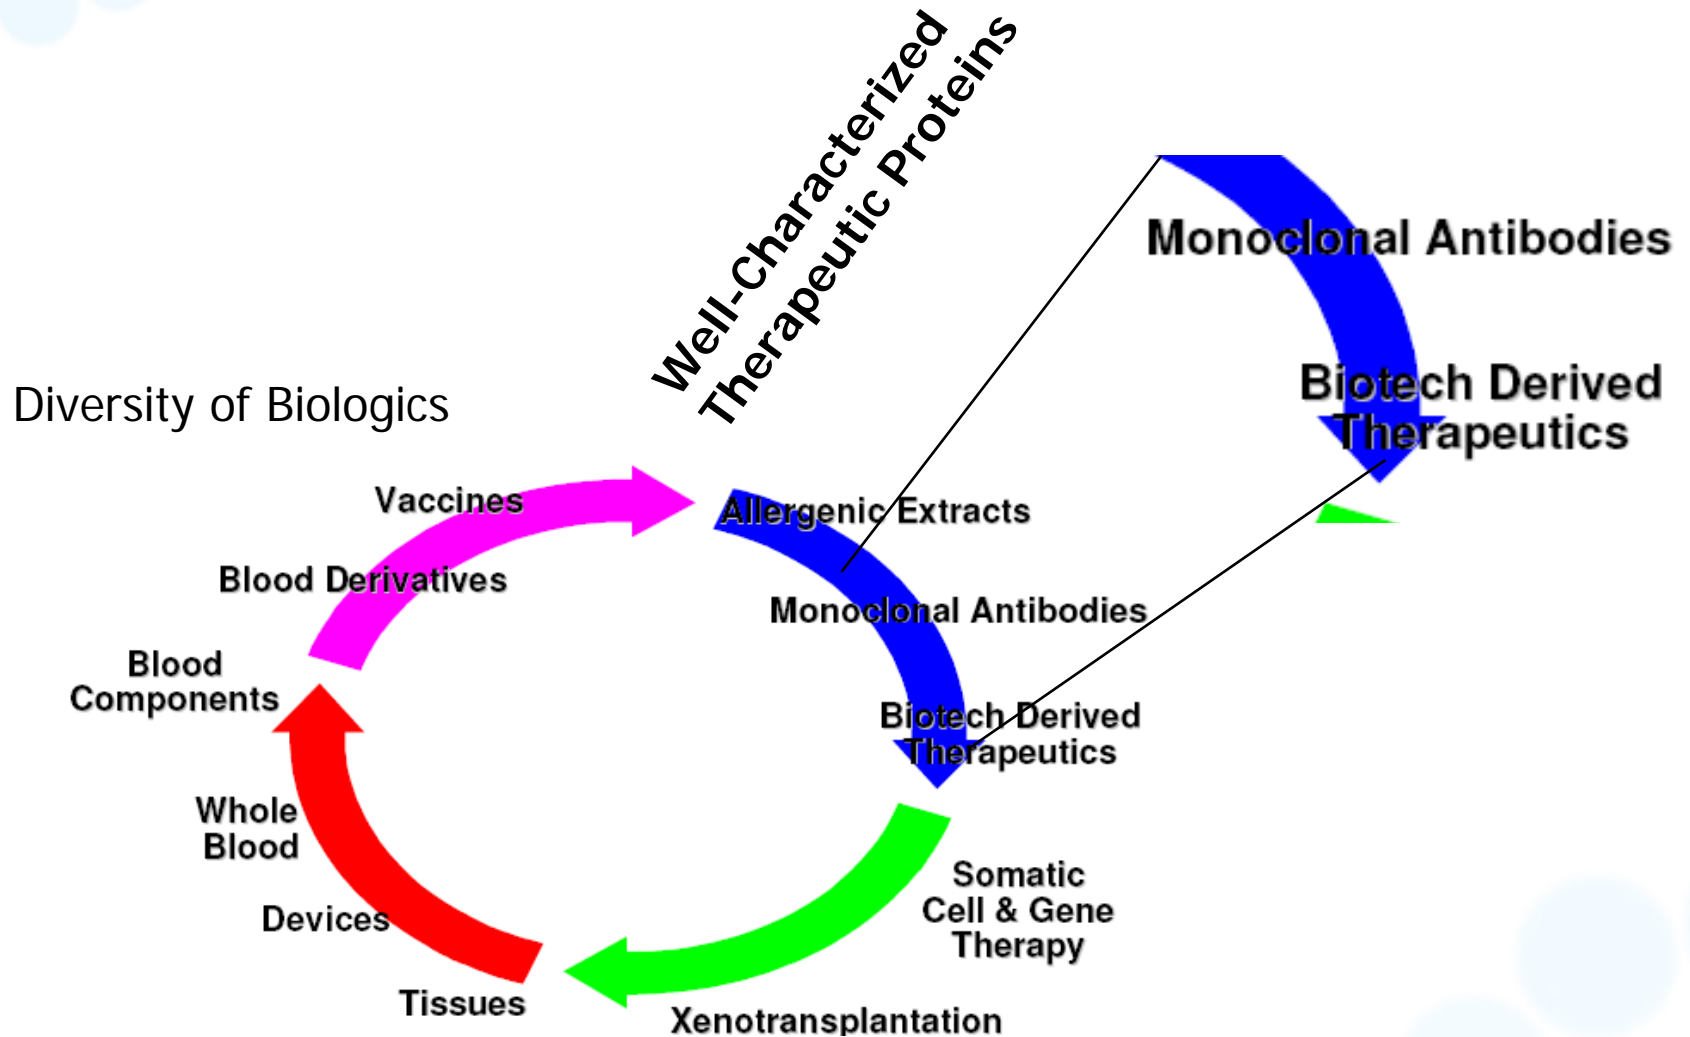 Well-Characterized
Therapeutic Proteins
Monoclonal Antibodies
Biotech Derived
Therapeutics
Diversity of Biologics
Vaccines
Allergenic Extracts
Blood Derivatives
Monoclonal Antibodies
Blood
Components
Biotech Derived
Therapeutics
Whole
Blood
Somatic
Cell & Gene
Therapy
Devices
Tissues
Xenotransplantation